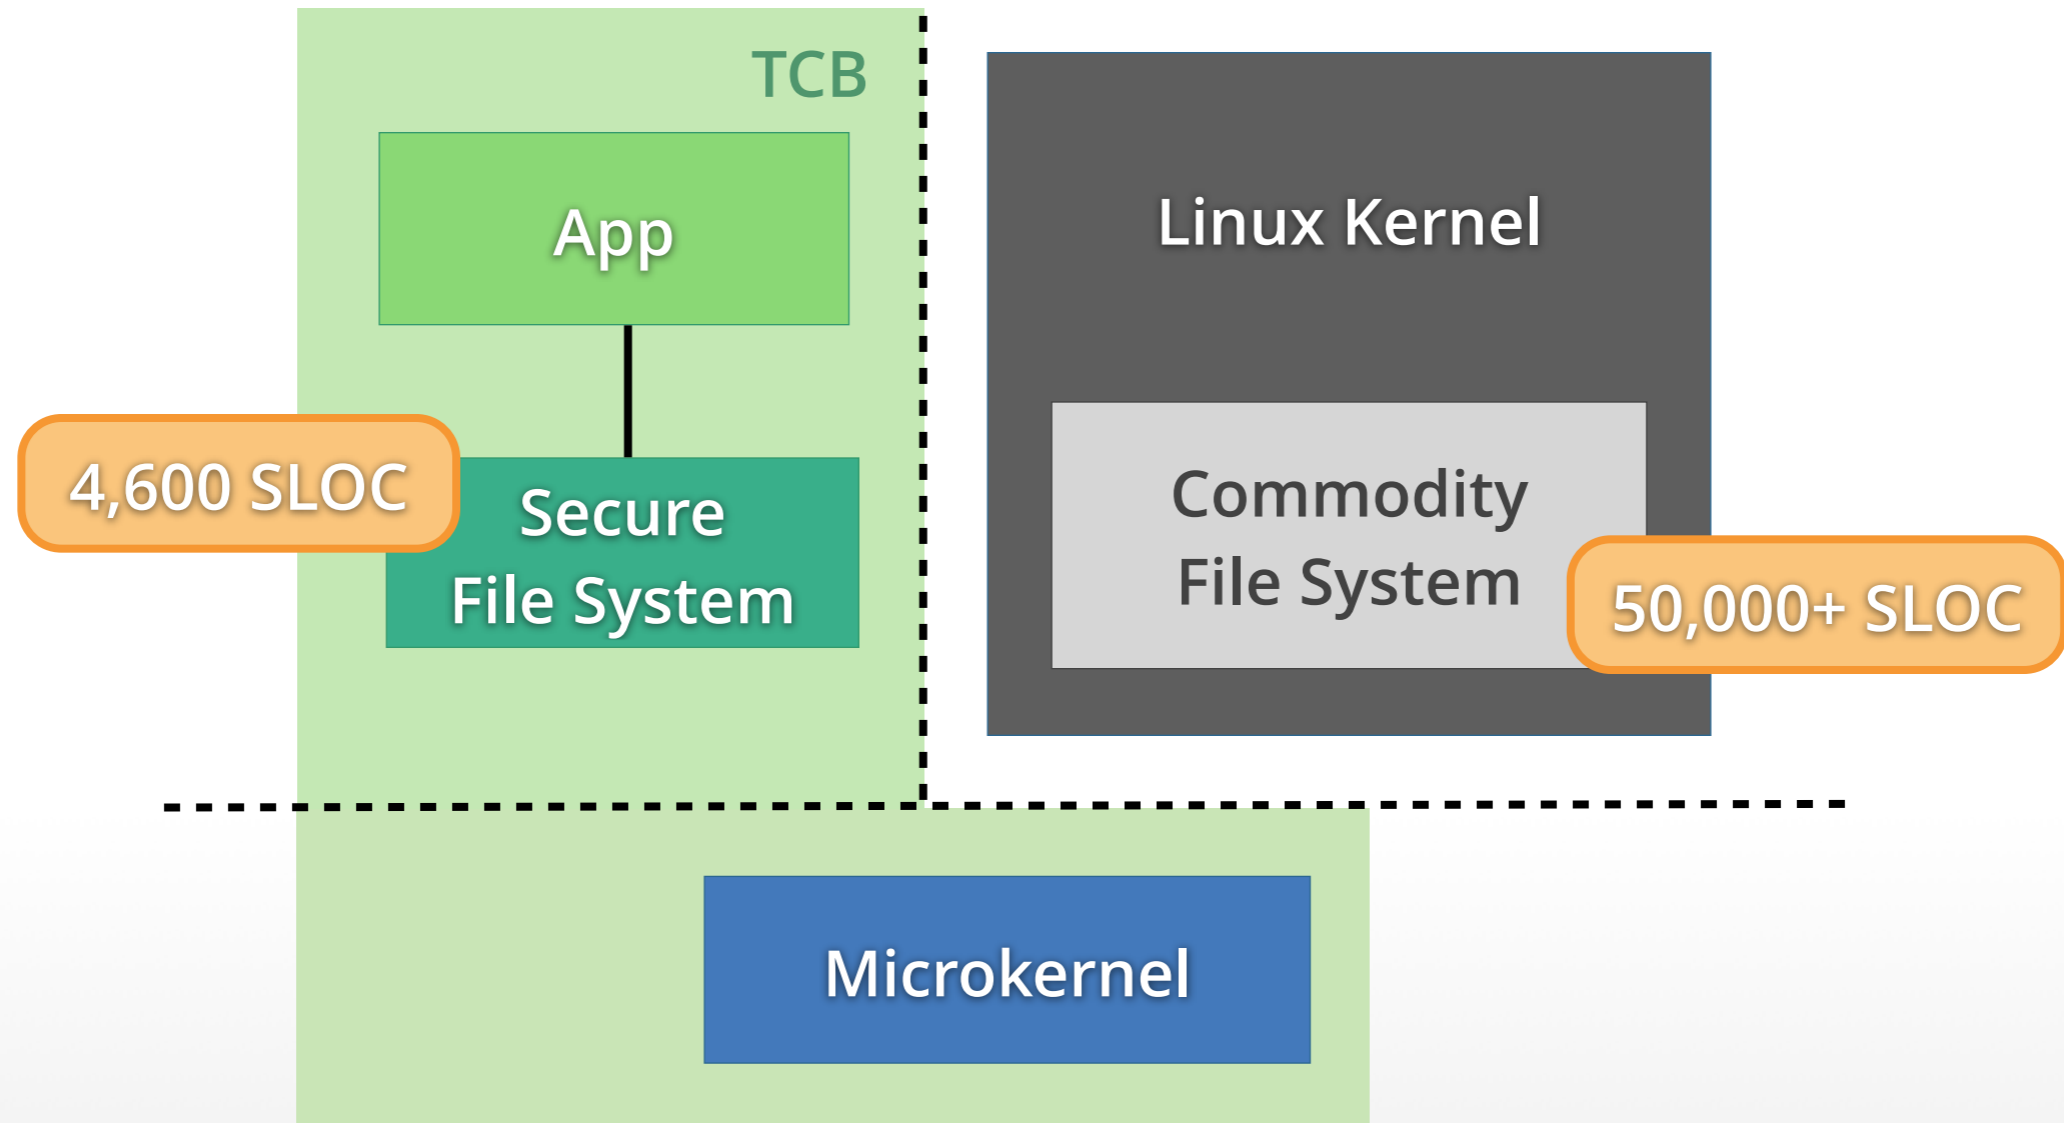 TCB
App
Linux Kernel
4,600 SLOC
Secure
File System
Commodity
File System
50,000+ SLOC
Microkernel